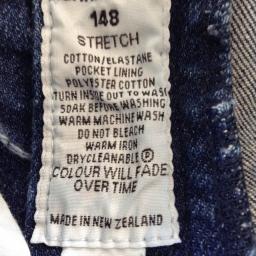 148
STRETCH
COTTON/ELASTANE
POCKET LINING
POLYESTER COTTON
TURN INSIDE OUT TO WASH
SOAK BEFORE WASHING
WARM MACHINE WASH
DO NOT BLEACH
WARM IRON
DRYCLEANABLE Ⓟ
COLOUR WILL FADE
OVER TIME
MADE IN NEW ZEALAND